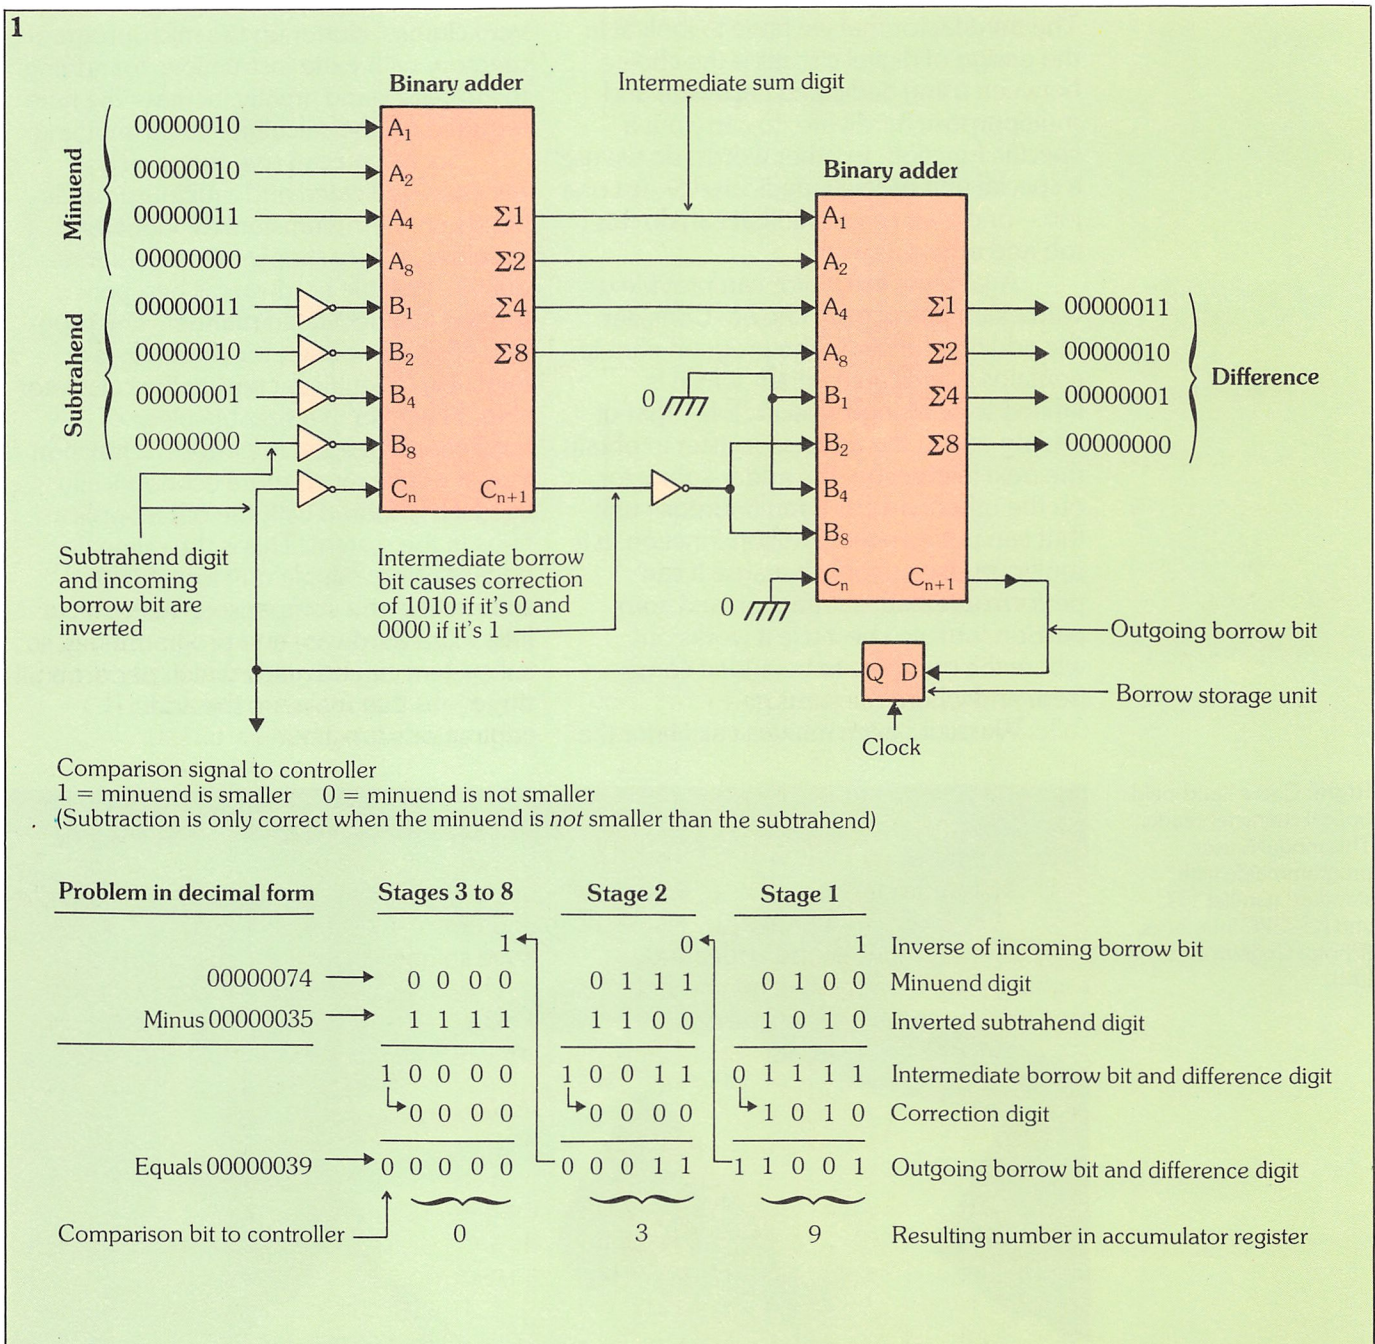 1
Binary adder
Intermediate sum digit
Binary adder
Minuend
00000010
00000010
00000011
00000000
Subtrahend
00000011
00000010
00000001
00000000
A1
A2
A4
A8
B1
B2
B4
B8
Cn
Σ1
Σ2
Σ4
Σ8
Cn+1
A1
A2
A4
A8
B1
B2
B4
B8
Cn
Σ1
Σ2
Σ4
Σ8
Cn+1
0
0
00000011
00000010
00000001
00000000
Difference
Subtrahend digit
and incoming
borrow bit are
inverted
Intermediate borrow
bit causes correction
of 1010 if it's 0 and
0000 if it's 1
Outgoing borrow bit
Q D
Borrow storage unit
Clock
Comparison signal to controller
1 = minuend is smaller 0 = minuend is not smaller
(Subtraction is only correct when the minuend is not smaller than the subtrahend)
Problem in decimal form Stages 3 to 8 Stage 2 Stage 1
1 0 1 Inverse of incoming borrow bit
00000074 0 0 0 0 0 1 1 1 0 1 0 0 Minuend digit
Minus 00000035 1 1 1 1 1 1 0 0 1 0 1 0 Inverted subtrahend digit
1 0 0 0 0 1 0 0 1 1 0 1 1 1 1 Intermediate borrow bit and difference digit
0 0 0 0 0 0 0 0 1 0 1 0 Correction digit
Equals 00000039 0 0 0 0 0 0 0 0 1 1 1 1 0 0 1 Outgoing borrow bit and difference digit
Comparison bit to controller 0 3 9 Resulting number in accumulator register